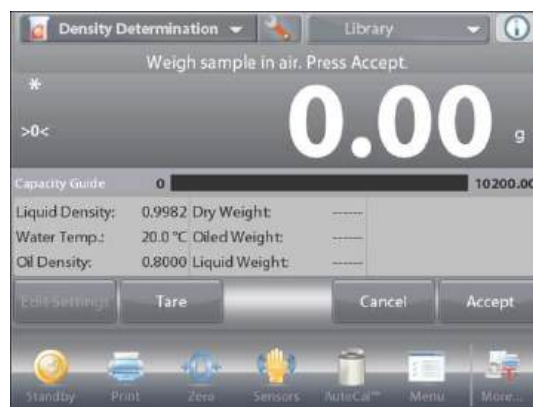 Density Determination Library
Weigh sample in air. Press Accept.
*
>0<
0.00 g
Capacity Guide 0 10200.00
Liquid Density: 0.9982 Dry Weight: -------
Water Temp.: 20.0 °C Oiled Weight: -------
Oil Density: 0.8000 Liquid Weight: -------
Edit Settings Tare Cancel Accept
Standby Print Zero Sensors AutoCal™ Menu More...